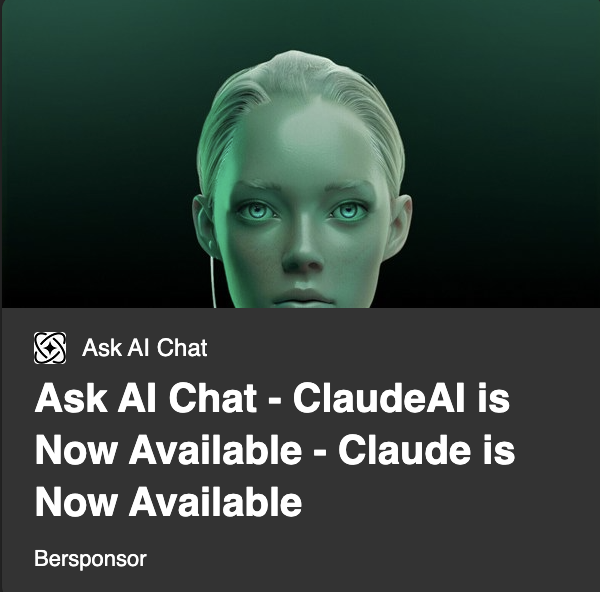 Ask AI Chat
Ask AI Chat - ClaudeAI is
Now Available - Claude is
Now Available
Bersponsor